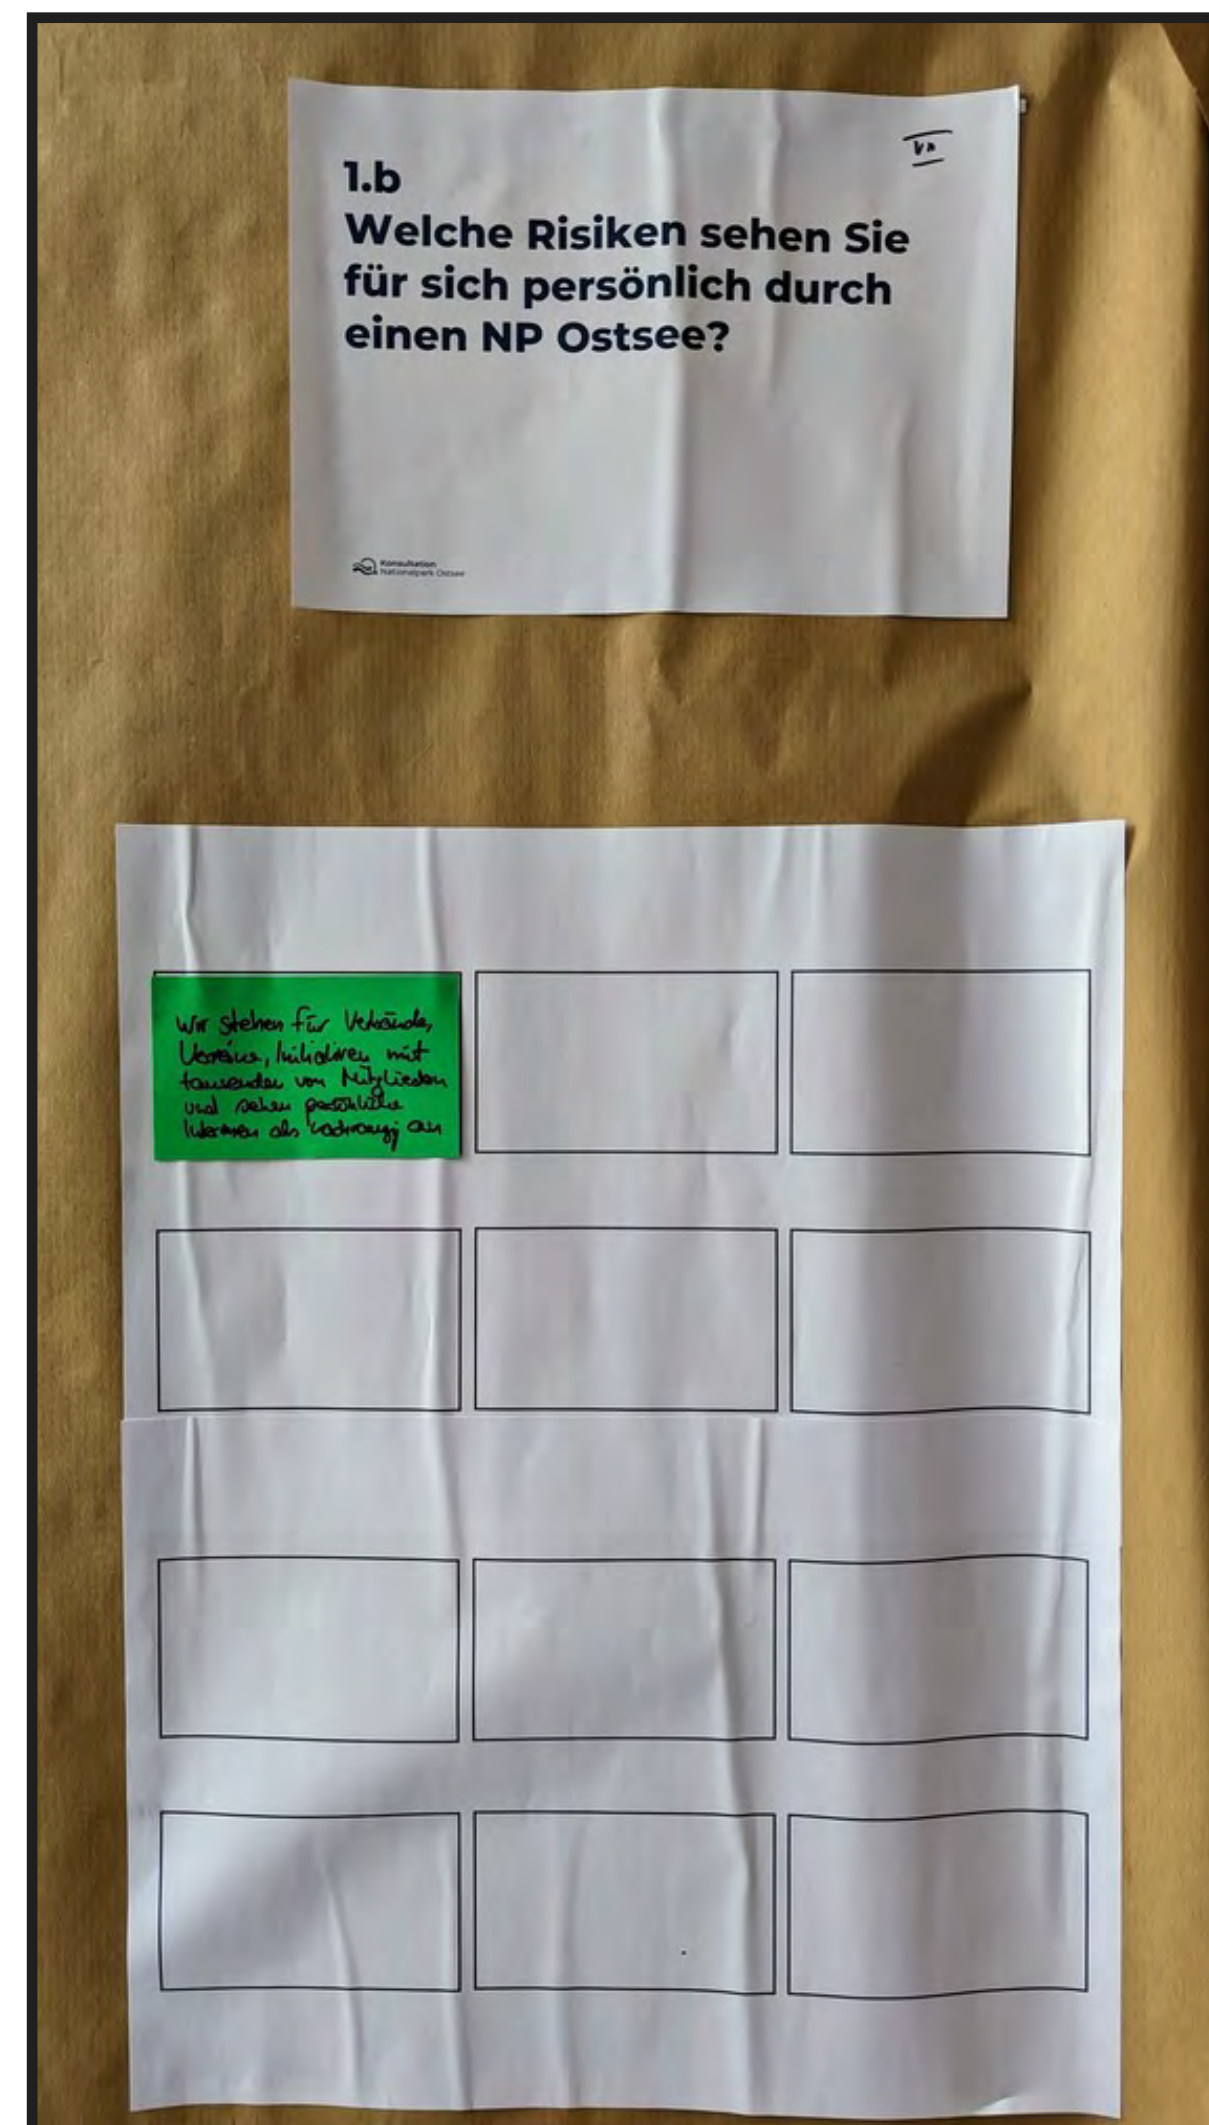 1.b
Welche Risiken sehen Sie
für sich persönlich durch
einen NP Ostsee?
Konsultation
Nationalpark Ostsee
Wir stehen für Verbände,
Vereine, Initiativen mit
tausenden von Mitgliedern
und sehen persönliche
Interessen als nachrangig an